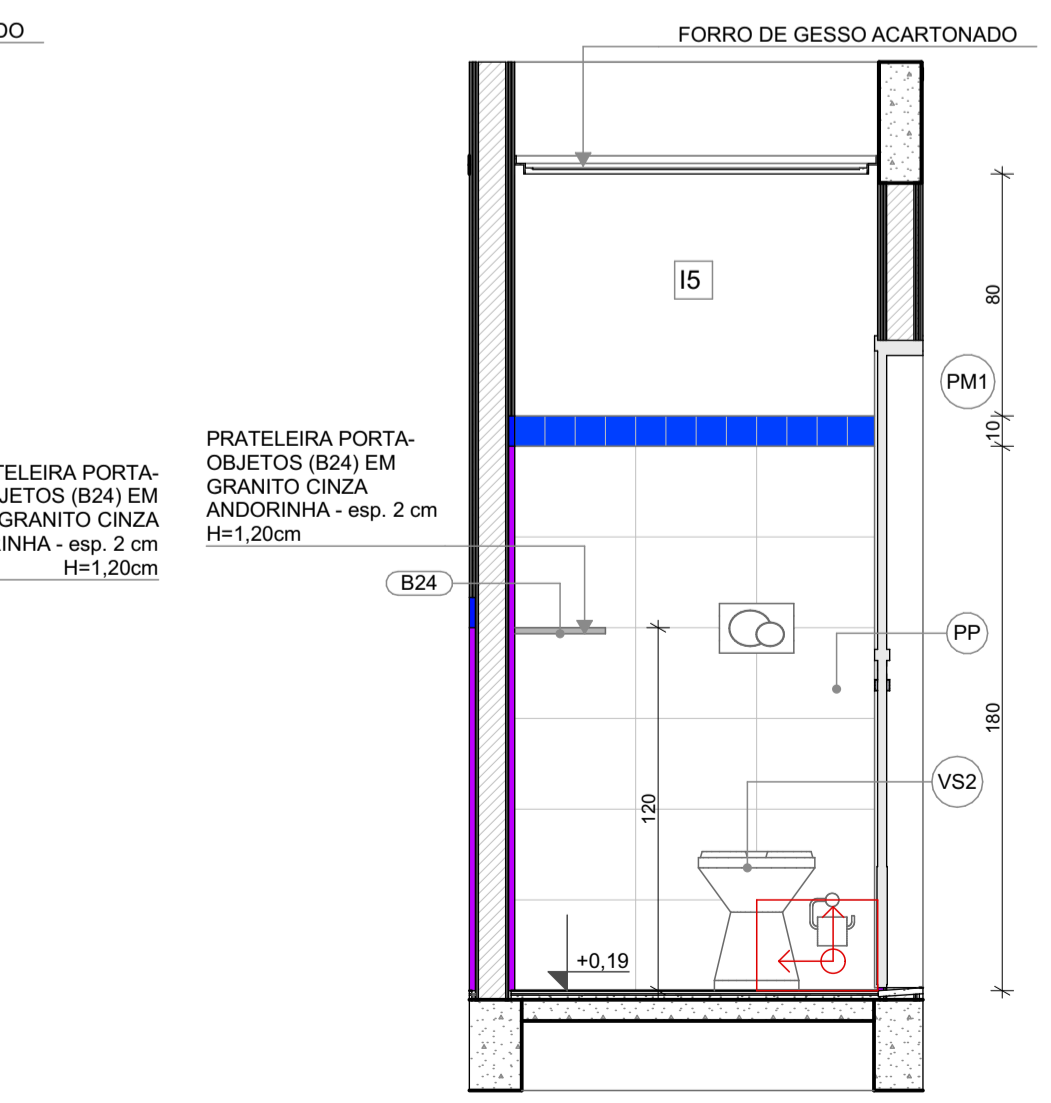 DO
FORRO DE GESSO ACARTONADO
I5
80
PM1
10
PRATELEIRA PORTA-
OBJETOS (B24) EM
GRANITO CINZA
ANDORINHA - esp. 2 cm
H=1,20cm
TELEIRA PORTA-
JETOS (B24) EM
GRANITO CINZA
RINHA - esp. 2 cm
H=1,20cm
B24
PP
180
VS2
120
+0,19